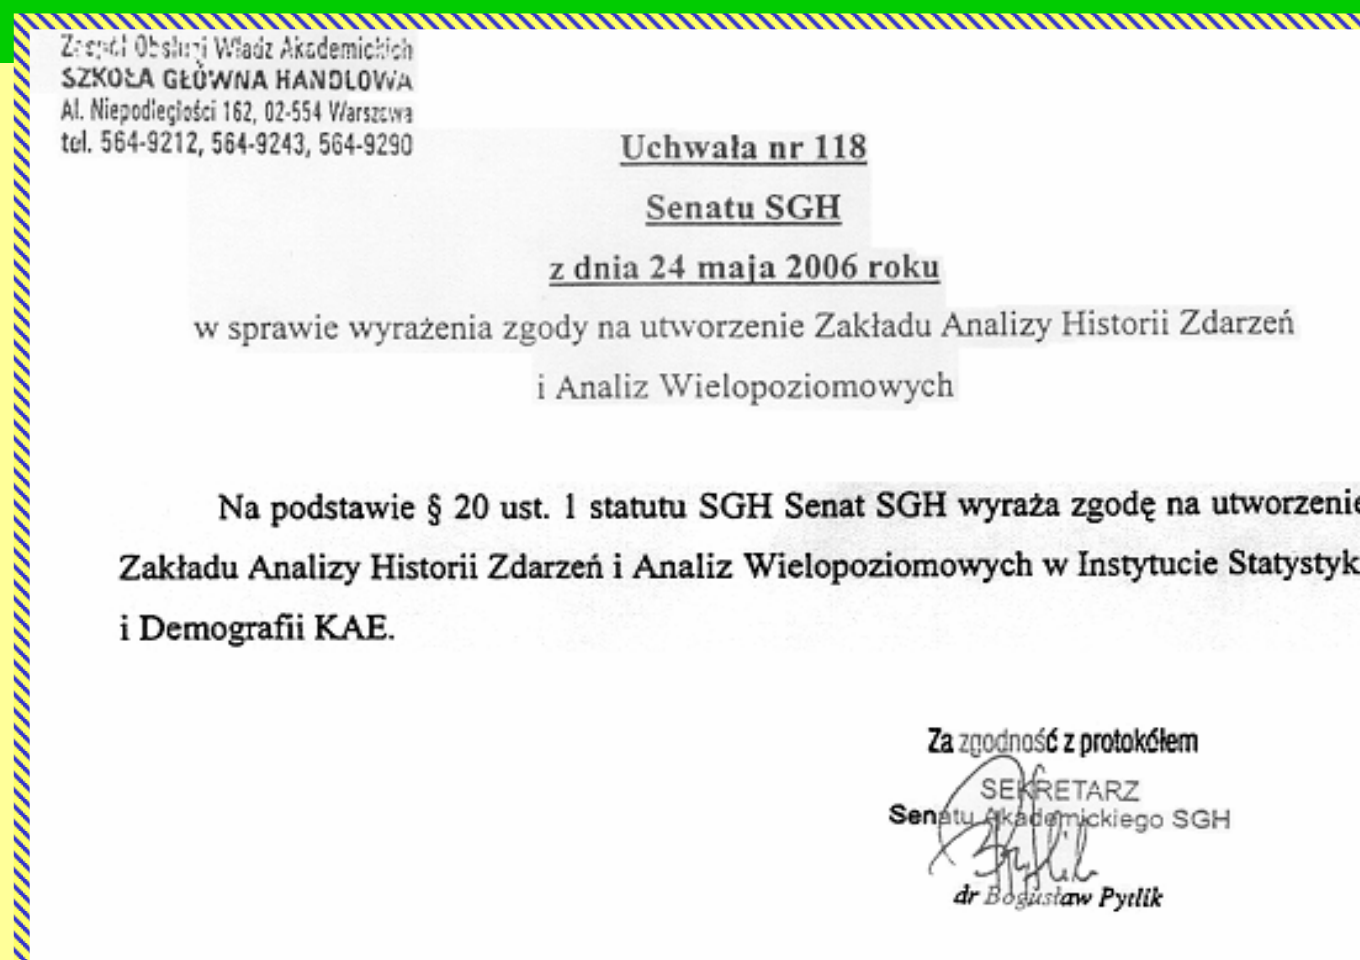 Zespół Obsługi Władz Akademickich
SZKOŁA GŁÓWNA HANDLOWA
Al. Niepodległości 162, 02-554 Warszawa
tel. 564-9212, 564-9243, 564-9290
Uchwała nr 118
Senatu SGH
z dnia 24 maja 2006 roku
w sprawie wyrażenia zgody na utworzenie Zakładu Analizy Historii Zdarzeń
i Analiz Wielopoziomowych
Na podstawie § 20 ust. 1 statutu SGH Senat SGH wyraża zgodę na utworzenie
Zakładu Analizy Historii Zdarzeń i Analiz Wielopoziomowych w Instytucie Statystyk
i Demografii KAE.
Za zgodność z protokółem
SEKRETARZ
Senatu Akademickiego SGH
dr Bogusław Pytlik